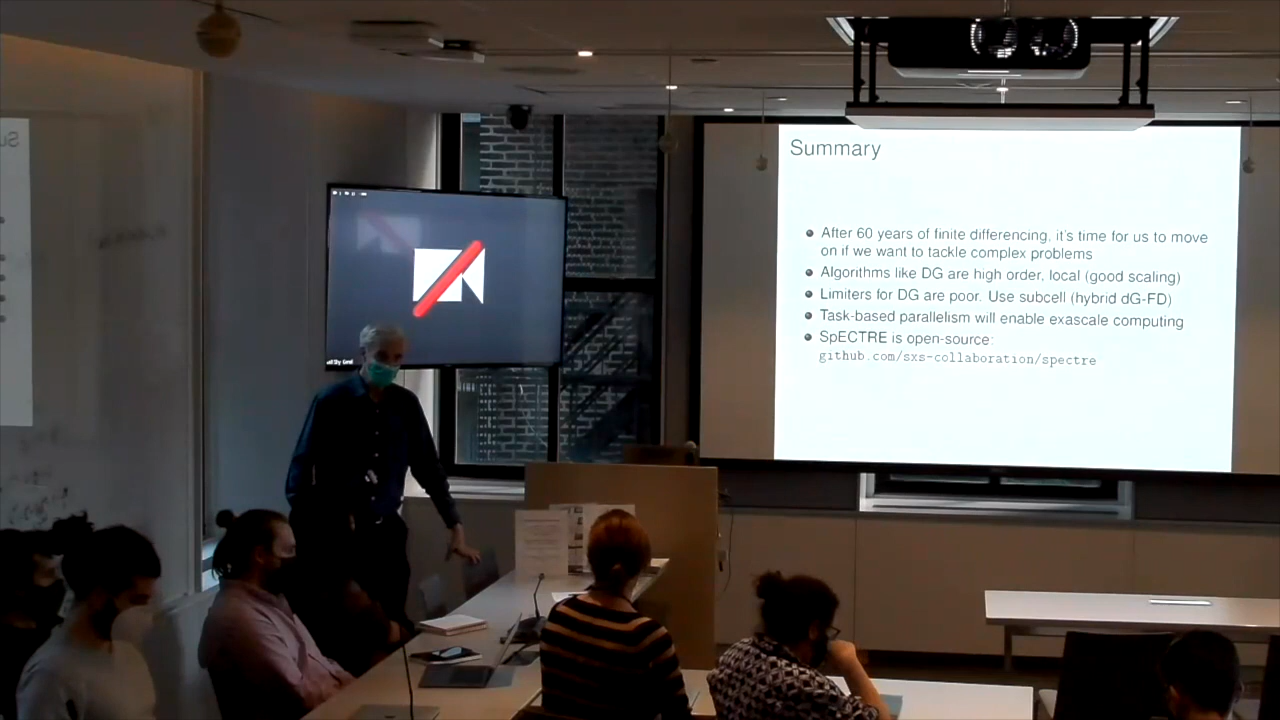 Summary
After 60 years of finite differencing, it's time for us to move
on if we want to tackle complex problems
Algorithms like DG are high order, local (good scaling)
Limiters for DG are poor. Use subcell (hybrid dG-FD)
Task-based parallelism will enable exascale computing
SpECTRE is open-source:
github.com/sxs-collaboration/spectre